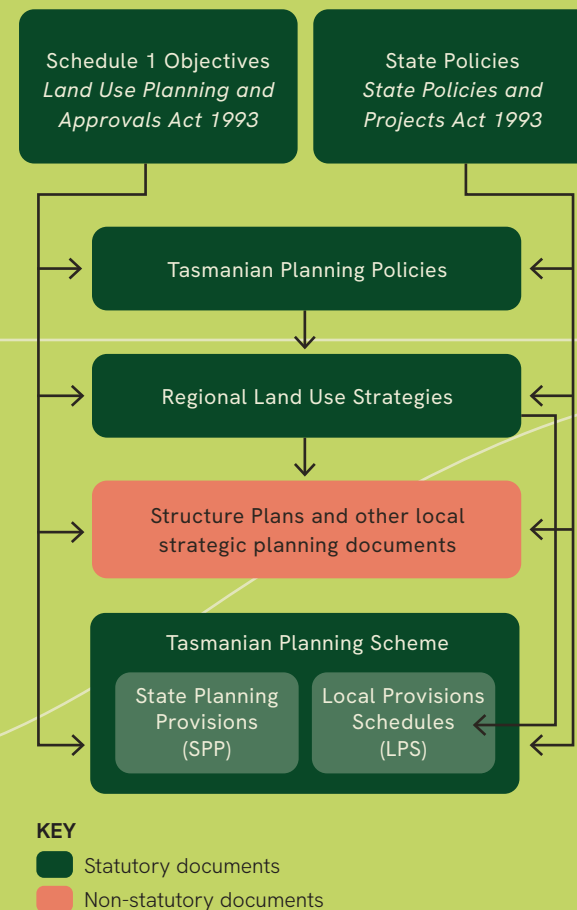 Schedule 1 Objectives
Land Use Planning and
Approvals Act 1993
State Policies
State Policies and
Projects Act 1993
Tasmanian Planning Policies
Regional Land Use Strategies
Structure Plans and other local
strategic planning documents
Tasmanian Planning Scheme
State Planning
Provisions
(SPP)
Local Provisions
Schedules
(LPS)
KEY
Statutory documents
Non-statutory documents